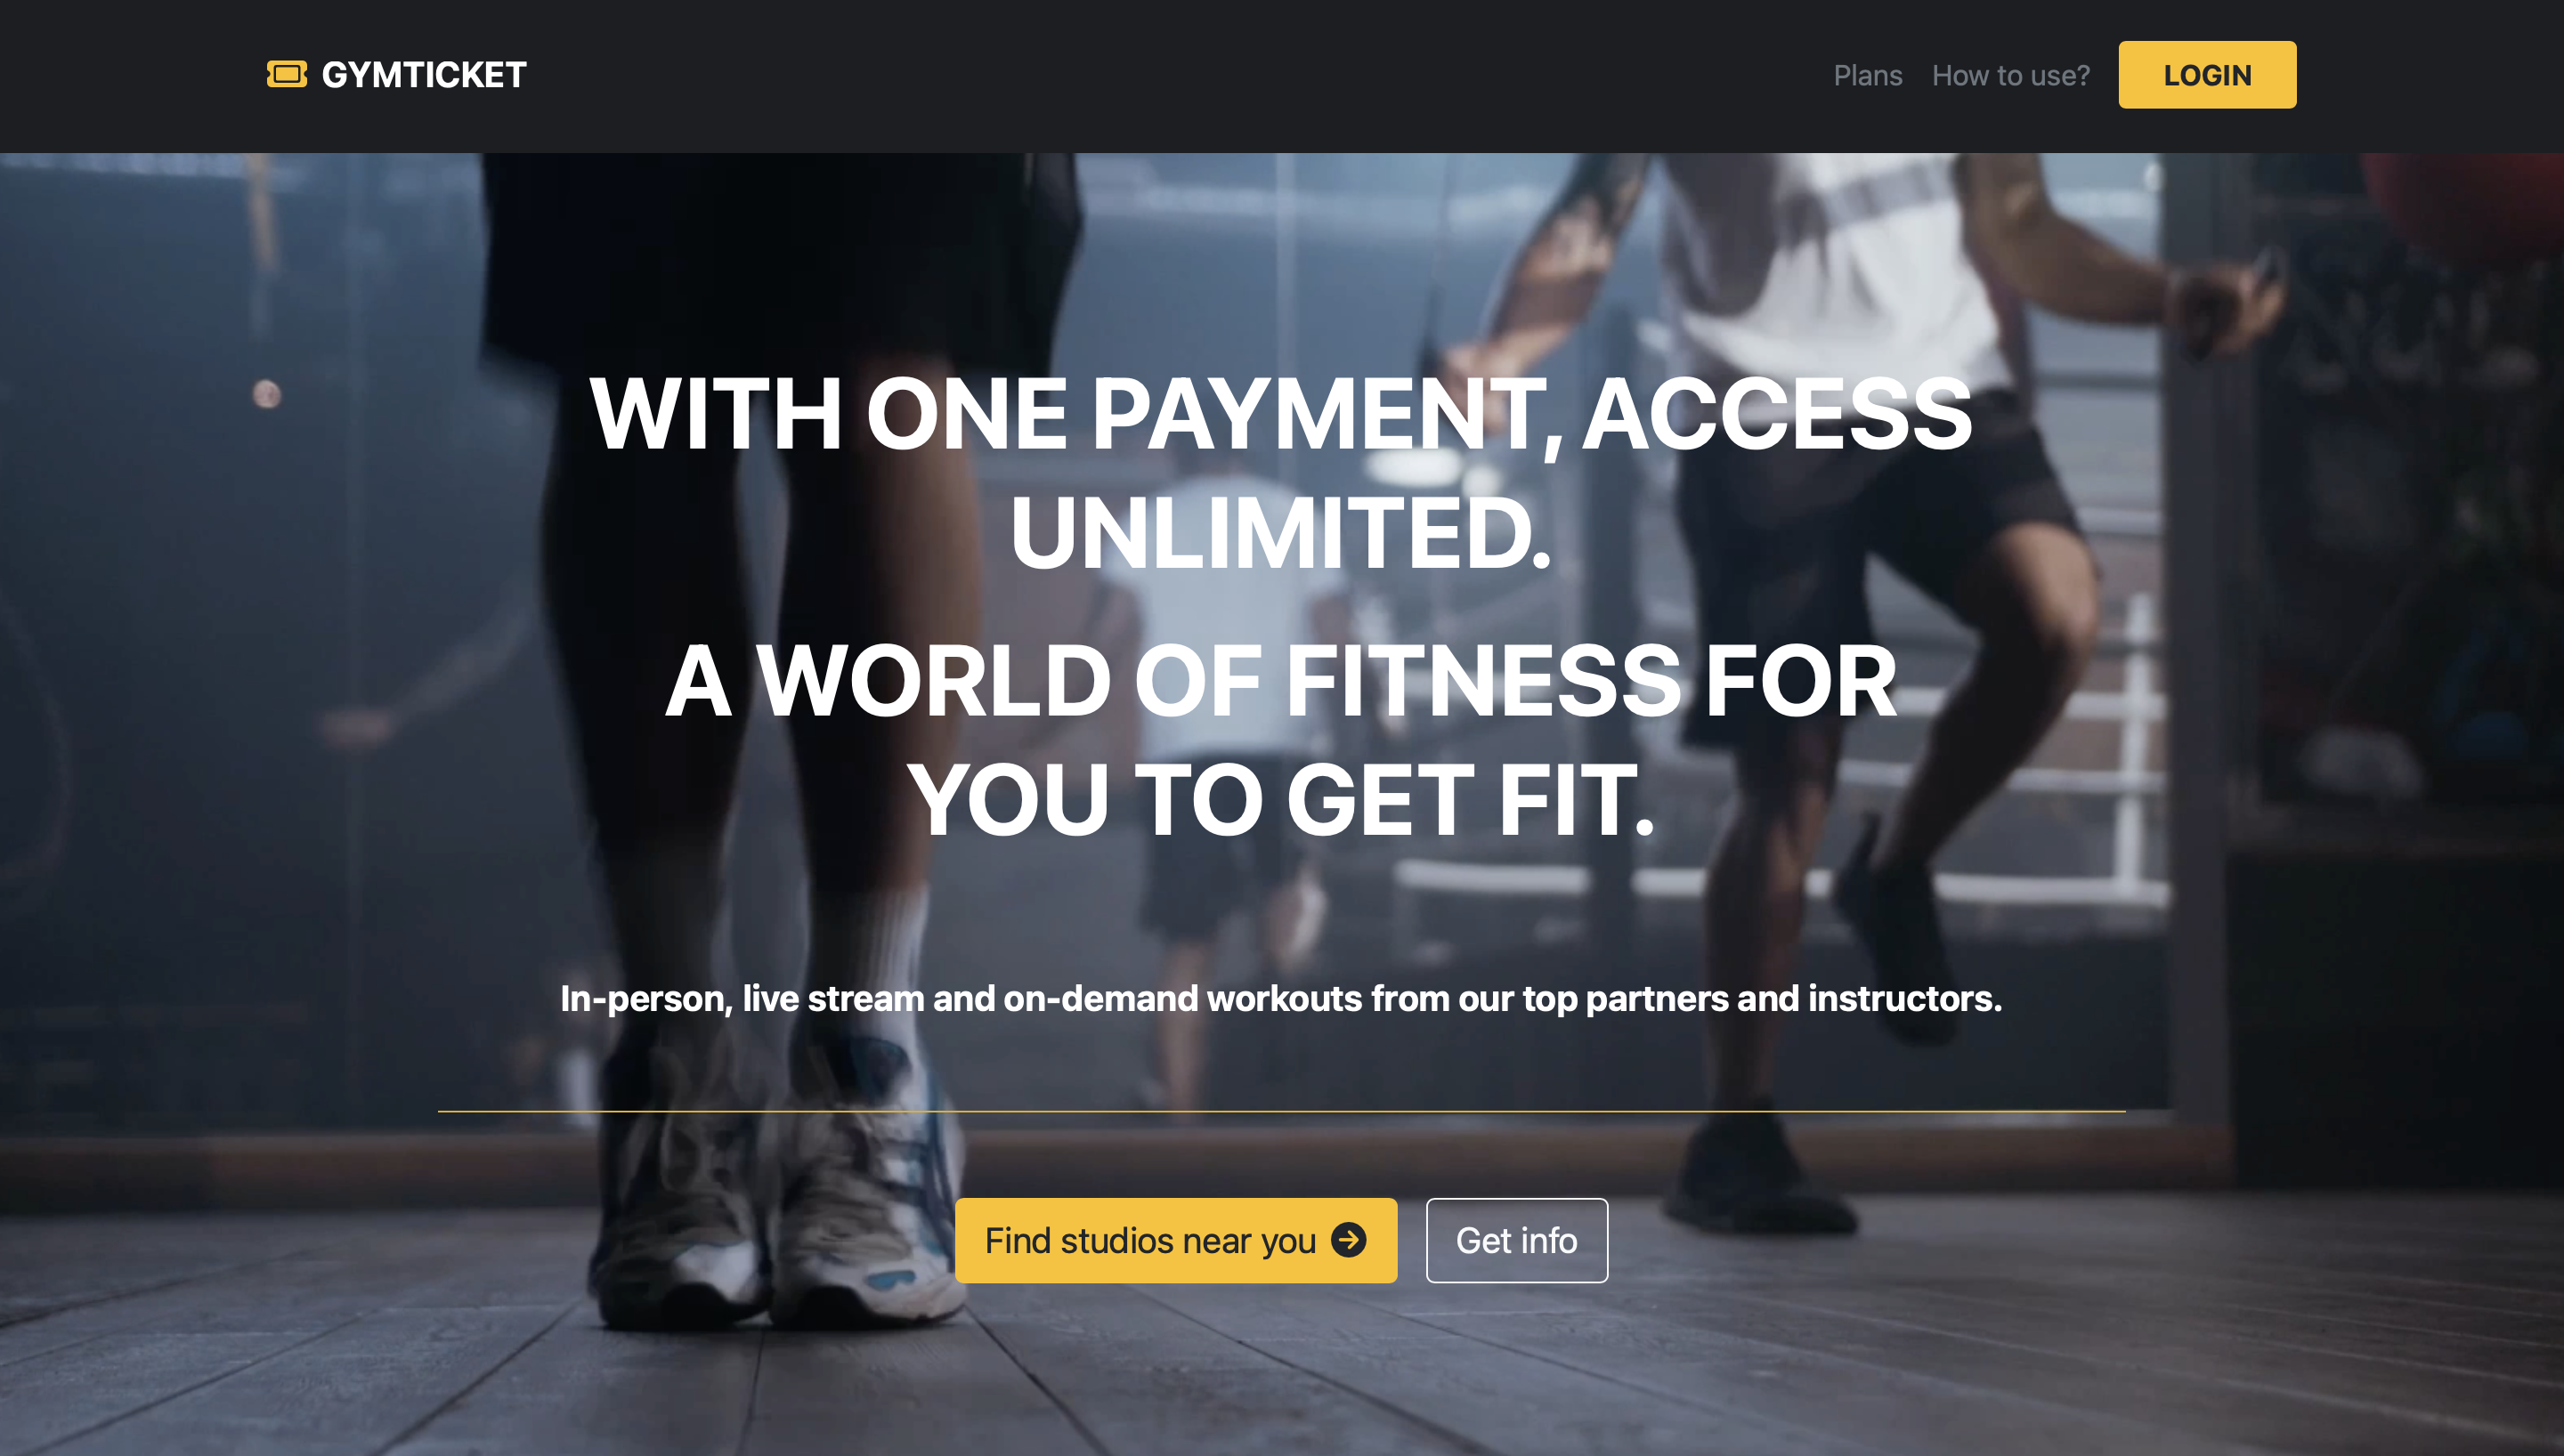 GYMTICKET
Plans
How to use?
LOGIN
WITH ONE PAYMENT, ACCESS
UNLIMITED.
A WORLD OF FITNESS FOR
YOU TO GET FIT.
In-person, live stream and on-demand workouts from our top partners and instructors.
Find studios near you
Get info